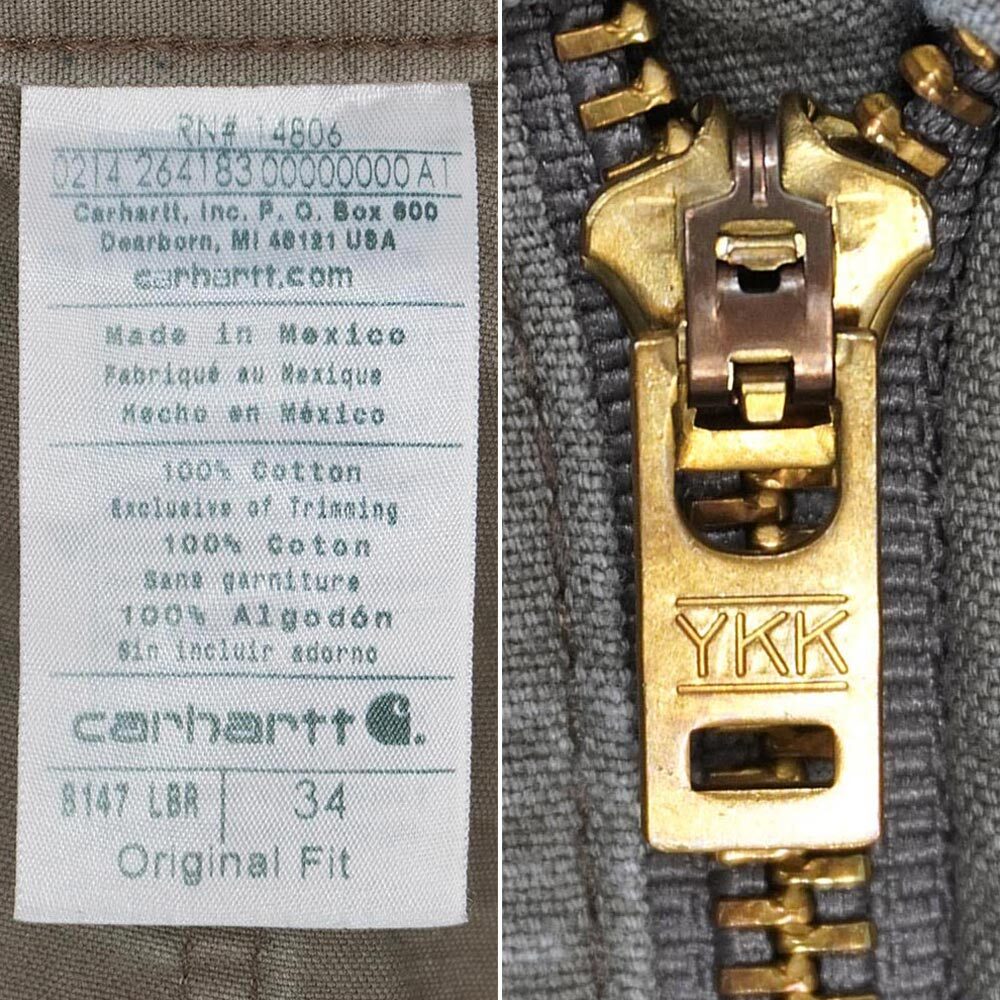 RN# 14806
0214 264183 00000000 A1
Carhartt, Inc. P. O. Box 600
Dearborn, MI 48121 USA
carhartt.com
Made in Mexico
Fabriqué au Mexique
Hecho en México
100% Cotton
Exclusive of Trimming
100% Coton
Sans garniture
100% Algodón
Sin incluir adorno
carhartt
B147 LBR 34
Original Fit
YKK